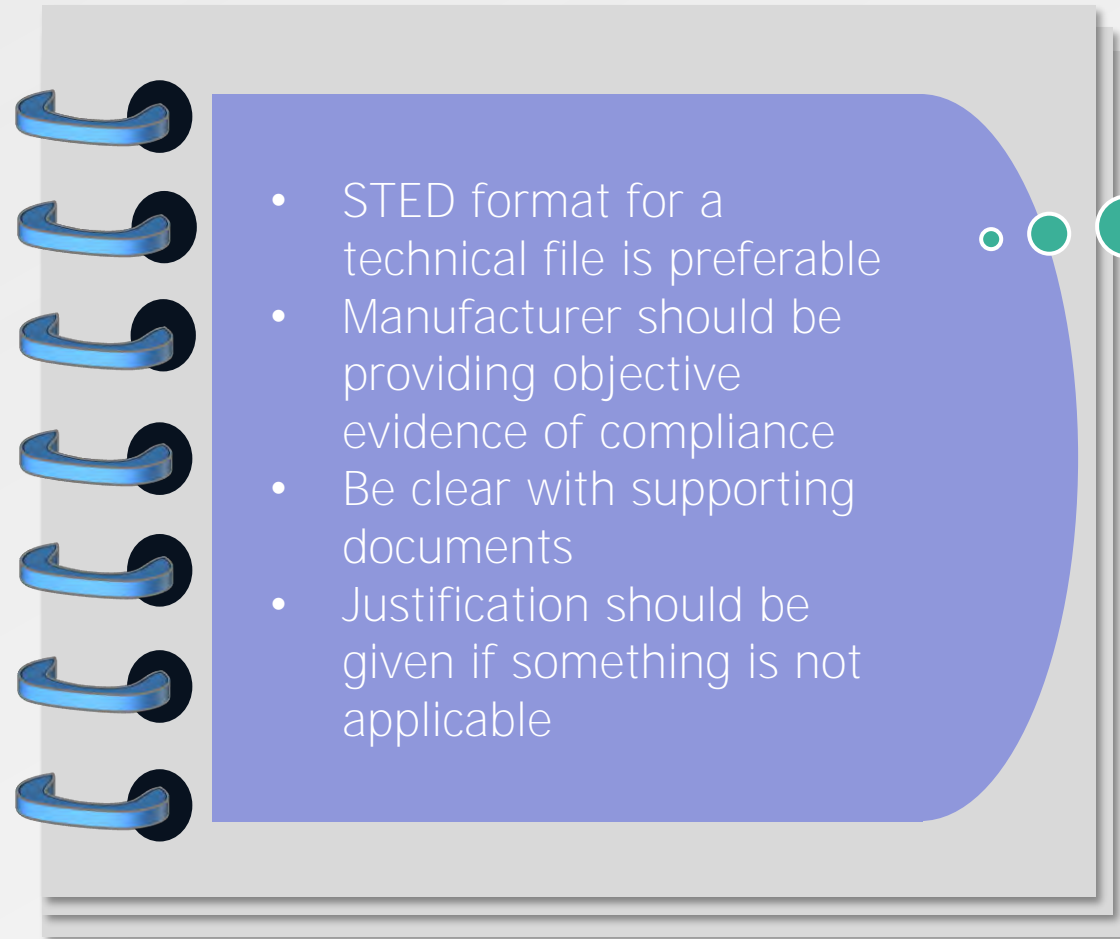 • STED format for a
technical file is preferable
• Manufacturer should be
providing objective
evidence of compliance
• Be clear with supporting
documents
• Justification should be
given if something is not
applicable